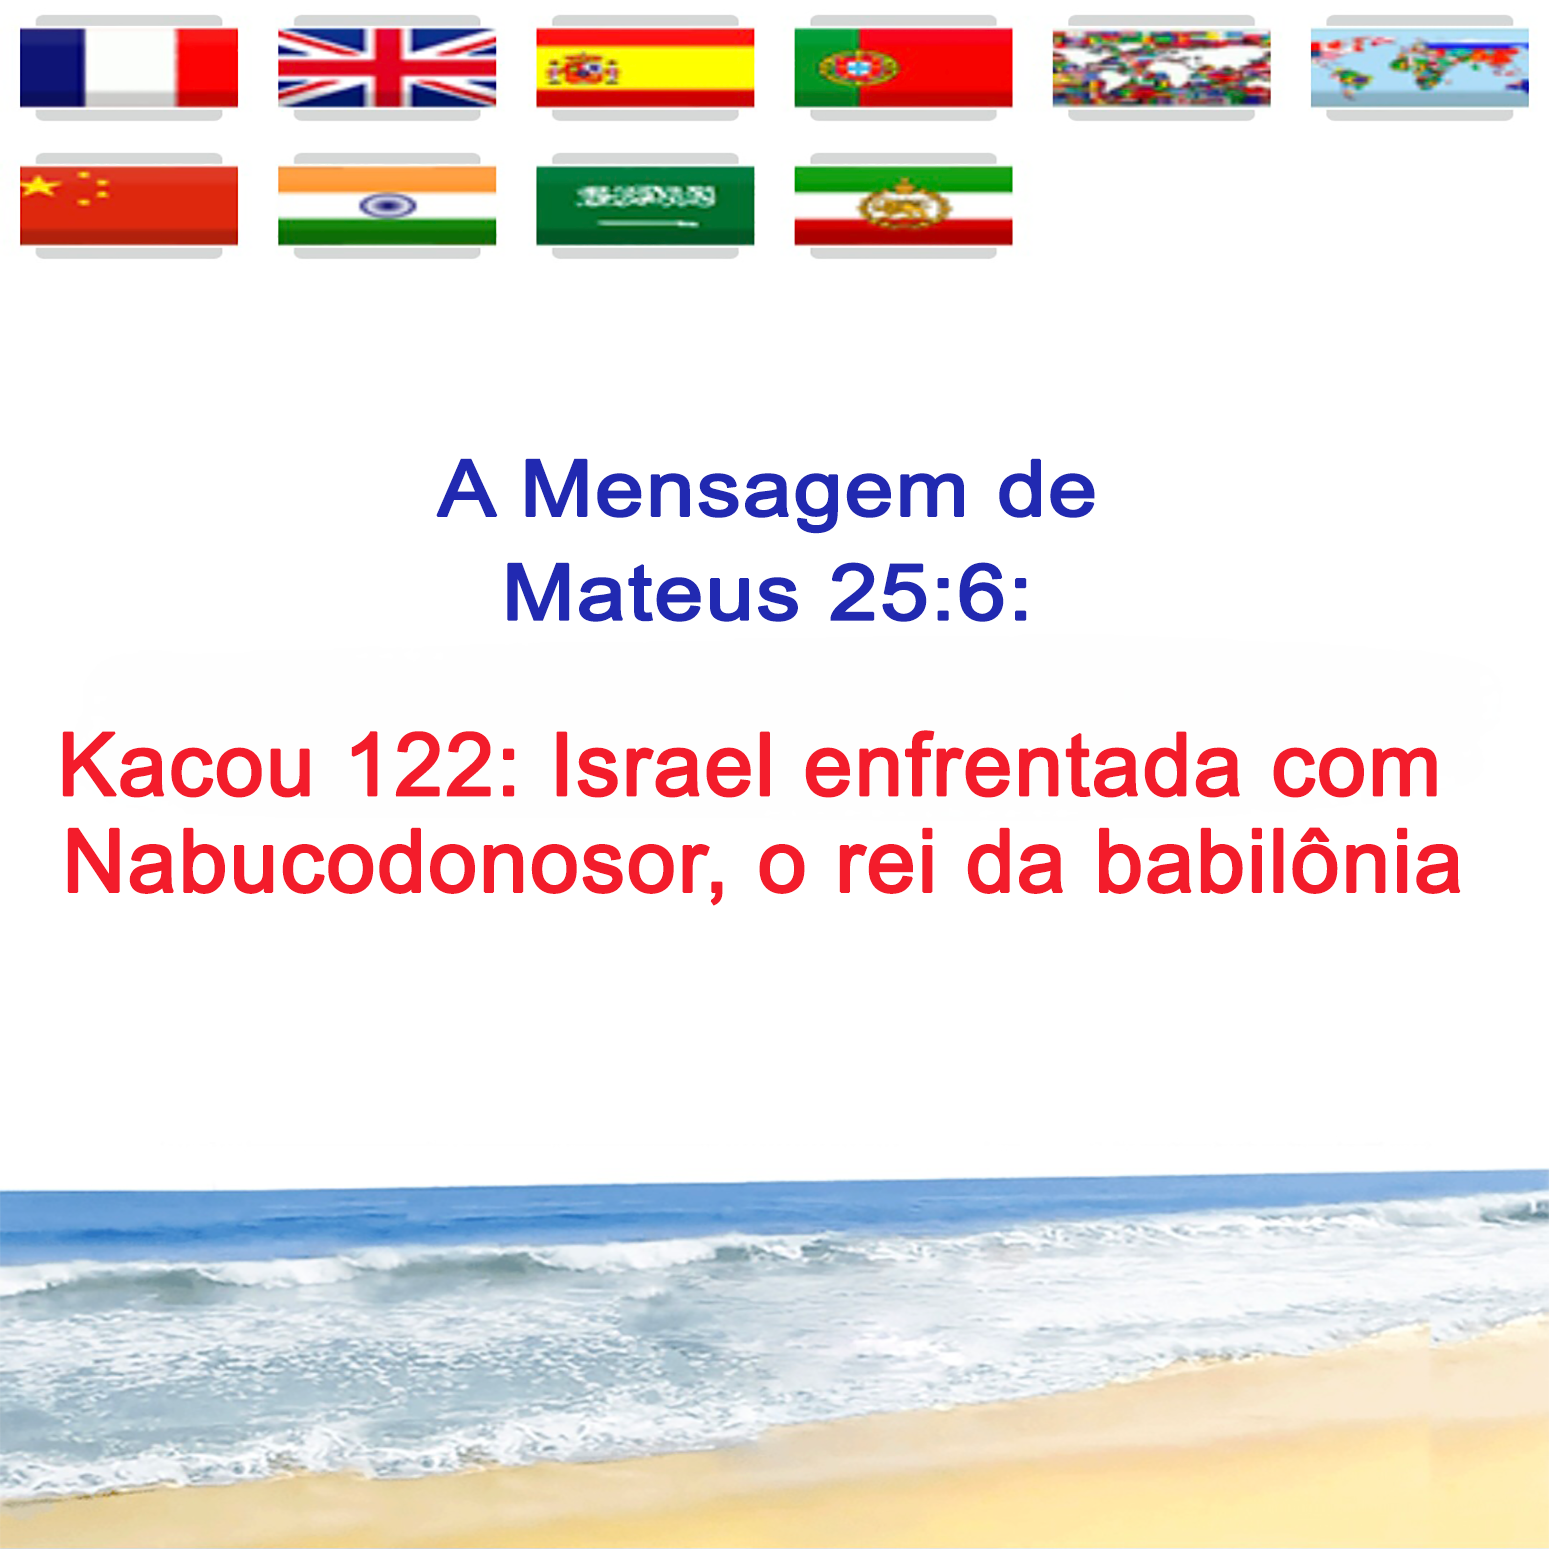 A Mensagem de
Mateus 25:6:
Kacou 122: Israel enfrentada com
Nabucodonosor, o rei da babilônia